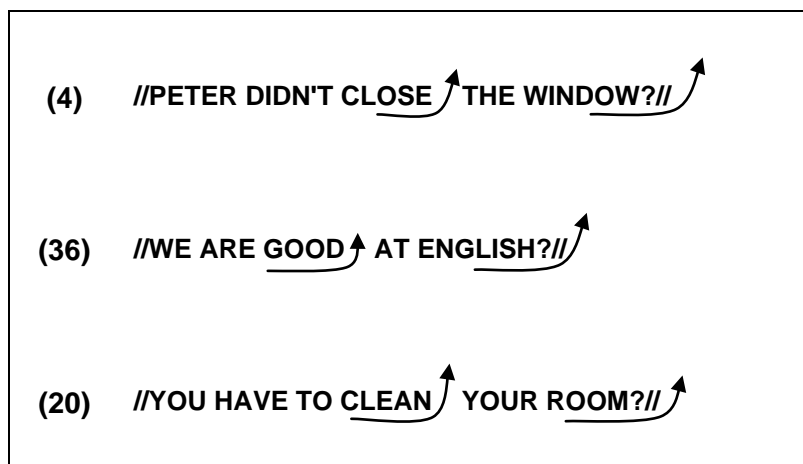 (4) //PETER DIDN'T CLOSE THE WINDOW?//
(36) //WE ARE GOOD AT ENGLISH?//
(20) //YOU HAVE TO CLEAN YOUR ROOM?//